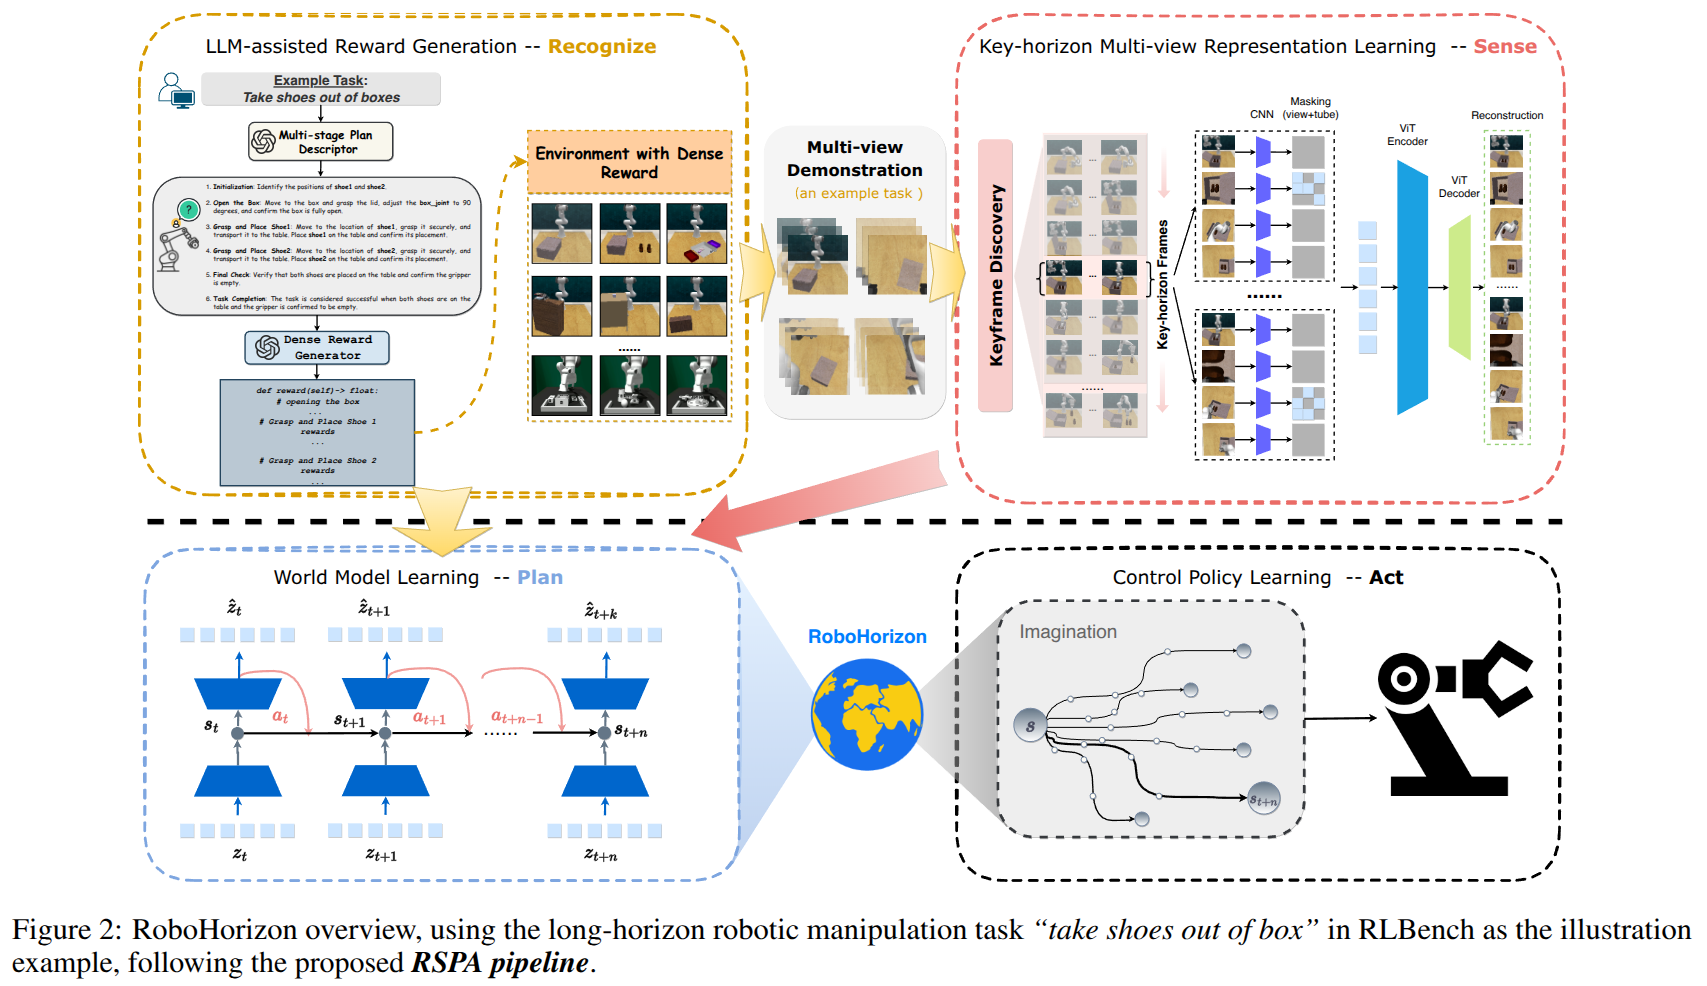 LLM-assisted Reward Generation -- Recognize
Example Task:
Take shoes out of boxes
Multi-stage Plan
Descriptor
1. Initialization: Identify the positions of shoe1 and shoe2.
2. Open the Box: Move to the box and grasp the lid, adjust the box_joint to 90
degrees, and confirm the box is fully open.
3. Grasp and Place Shoe1: Move to the location of shoe1, grasp it securely, and
transport it to the table. Place shoe1 on the table and confirm its placement.
4. Grasp and Place Shoe2: Move to the location of shoe2, grasp it securely, and
transport it to the table. Place shoe2 on the table and confirm its placement.
5. Final Check: Verify that both shoes are placed on the table and confirm the gripper
is empty.
6. Task Completion: The task is considered successful when both shoes are on the
table and the gripper is confirmed to be empty.
?
Dense Reward
Generator
def reward(self)-> float:
# opening the box
...
# Grasp and Place Shoe 1
rewards
...
# Grasp and Place Shoe 2
rewards
...
Environment with Dense
Reward
......
Multi-view
Demonstration
(an example task )
Key-horizon Multi-view Representation Learning -- Sense
Keyframe Discovery
...
...
...
...
...
...
......
...
Key-horizon Frames
CNN
Masking
(view+tube)
......
ViT
Encoder
ViT
Decoder
Reconstruction
......
World Model Learning -- Plan
ẑ_t
ẑ_{t+1}
ẑ_{t+k}
a_t
a_{t+1}
a_{t+n-1}
s_t
s_{t+1}
......
s_{t+n}
z_t
z_{t+1}
z_{t+n}
RoboHorizon
Control Policy Learning -- Act
Imagination
s
s_{t+n}
Figure 2: RoboHorizon overview, using the long-horizon robotic manipulation task “take shoes out of box” in RLBench as the illustration
example, following the proposed RSPA pipeline.